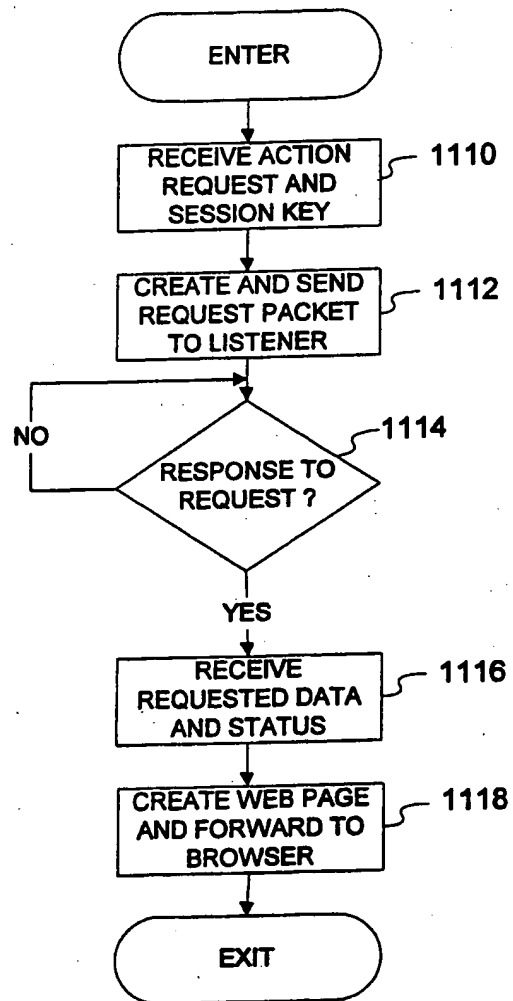 ENTER
RECEIVE ACTION
REQUEST AND
SESSION KEY
1110
CREATE AND SEND
REQUEST PACKET
TO LISTENER
1112
NO
RESPONSE TO
REQUEST ?
1114
YES
RECEIVE
REQUESTED DATA
AND STATUS
1116
CREATE WEB PAGE
AND FORWARD TO
BROWSER
1118
EXIT